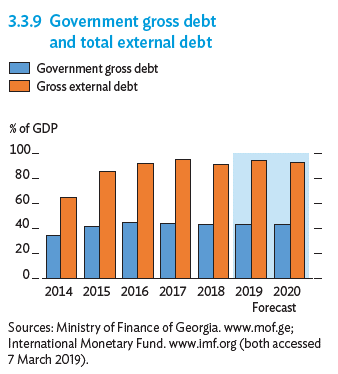 3.3.9 Government gross debt
and total external debt
Government gross debt
Gross external debt
% of GDP
100
80
60
40
20
0
2014 2015 2016 2017 2018 2019 2020
Forecast
Sources: Ministry of Finance of Georgia. www.mof.ge;
International Monetary Fund. www.imf.org (both accessed
7 March 2019).